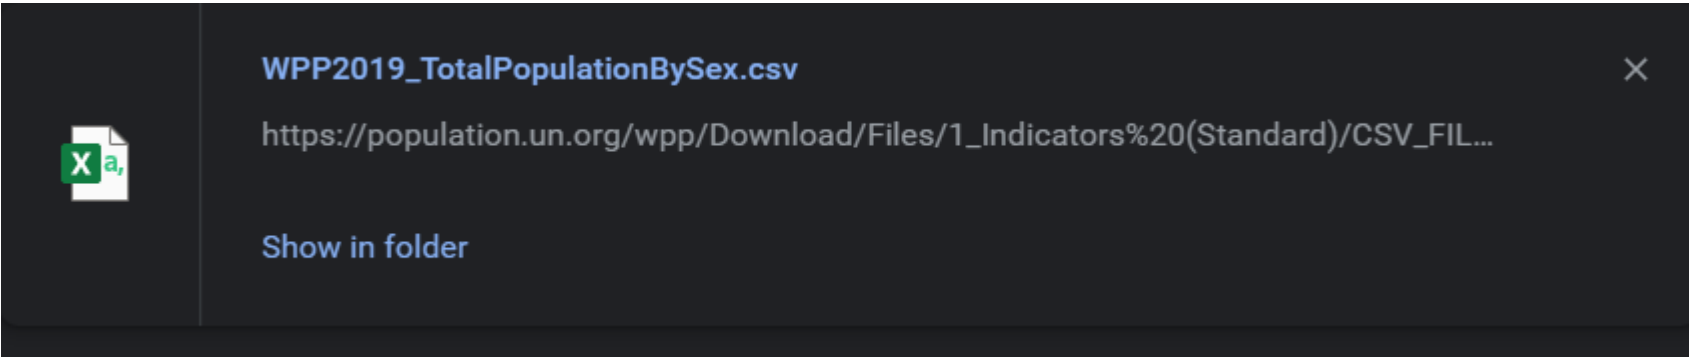 WPP2019_TotalPopulationBySex.csv
https://population.un.org/wpp/Download/Files/1_Indicators%20(Standard)/CSV_FIL...
X a,
Show in folder